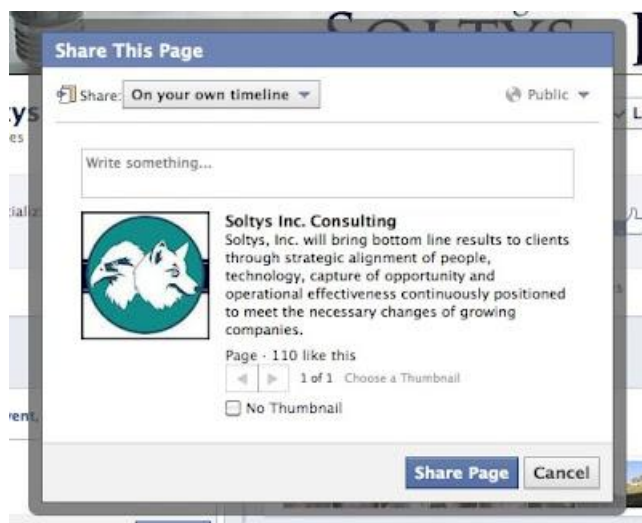 SOLTYS
Share This Page
Share: On your own timeline
Public
ys
L
es
Write something...
Soltys Inc. Consulting
Soltys, Inc. will bring bottom line results to clients
through strategic alignment of people,
technology, capture of opportunity and
operational effectiveness continuously positioned
to meet the necessary changes of growing
companies.
Page · 110 like this
1 of 1 Choose a Thumbnail
No Thumbnail
Share Page
Cancel